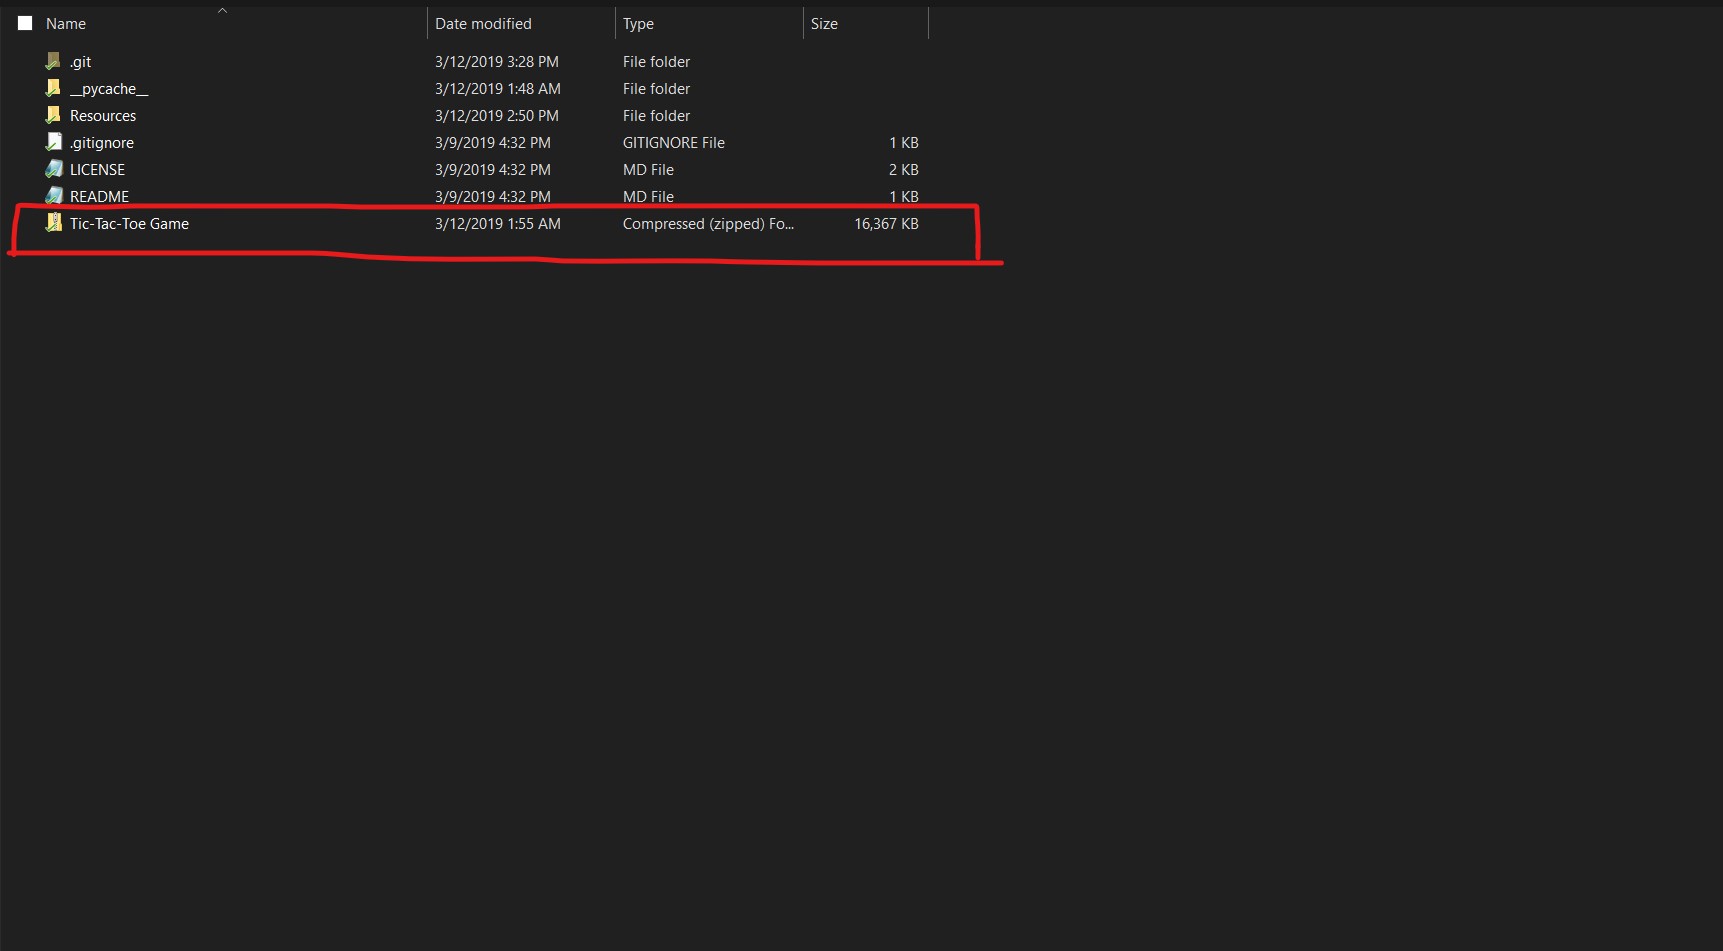 Name Date modified Type Size
.git 3/12/2019 3:28 PM File folder
__pycache__ 3/12/2019 1:48 AM File folder
Resources 3/12/2019 2:50 PM File folder
.gitignore 3/9/2019 4:32 PM GITIGNORE File 1 KB
LICENSE 3/9/2019 4:32 PM MD File 2 KB
README 3/9/2019 4:32 PM MD File 1 KB
Tic-Tac-Toe Game 3/12/2019 1:55 AM Compressed (zipped) Fo... 16,367 KB